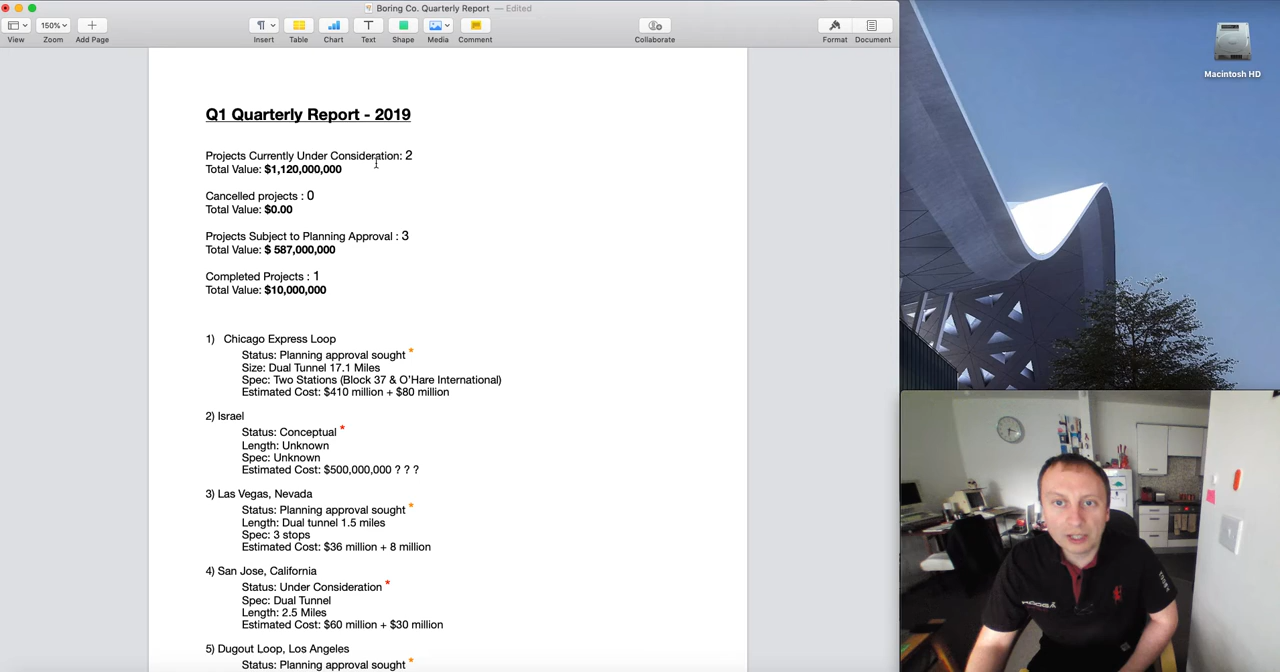 Boring Co. Quarterly Report — Edited
150%
View
Zoom
Add Page
Insert
Table
Chart
Text
Shape
Media
Comment
Collaborate
Format
Document
Macintosh HD
Q1 Quarterly Report - 2019
Projects Currently Under Consideration: 2
Total Value: $1,120,000,000
Cancelled projects : 0
Total Value: $0.00
Projects Subject to Planning Approval : 3
Total Value: $ 587,000,000
Completed Projects : 1
Total Value: $10,000,000
1) Chicago Express Loop
Status: Planning approval sought *
Size: Dual Tunnel 17.1 Miles
Spec: Two Stations (Block 37 & O'Hare International)
Estimated Cost: $410 million + $80 million
2) Israel
Status: Conceptual *
Length: Unknown
Spec: Unknown
Estimated Cost: $500,000,000 ? ? ?
3) Las Vegas, Nevada
Status: Planning approval sought *
Length: Dual tunnel 1.5 miles
Spec: 3 stops
Estimated Cost: $36 million + 8 million
4) San Jose, California
Status: Under Consideration *
Spec: Dual Tunnel
Length: 2.5 Miles
Estimated Cost: $60 million + $30 million
5) Dugout Loop, Los Angeles
Status: Planning approval sought *